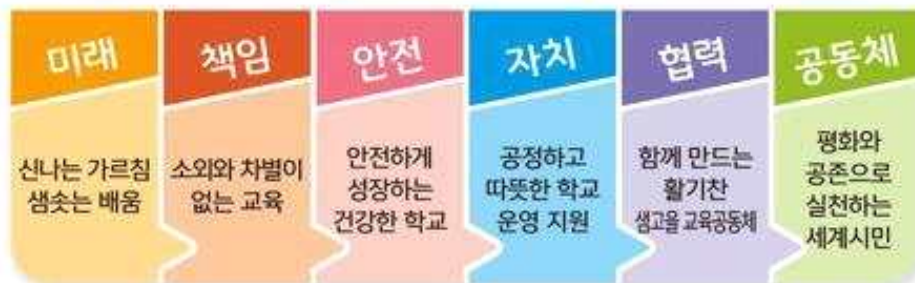 미래
신나는 가르침
샘솟는 배움
책임
소외와 차별이
없는 교육
안전
안전하게
성장하는
건강한 학교
자치
공정하고
따뜻한 학교
운영 지원
협력
함께 만드는
활기찬
샘고을 교육공동체
공동체
평화와
공존으로
실천하는
세계시민